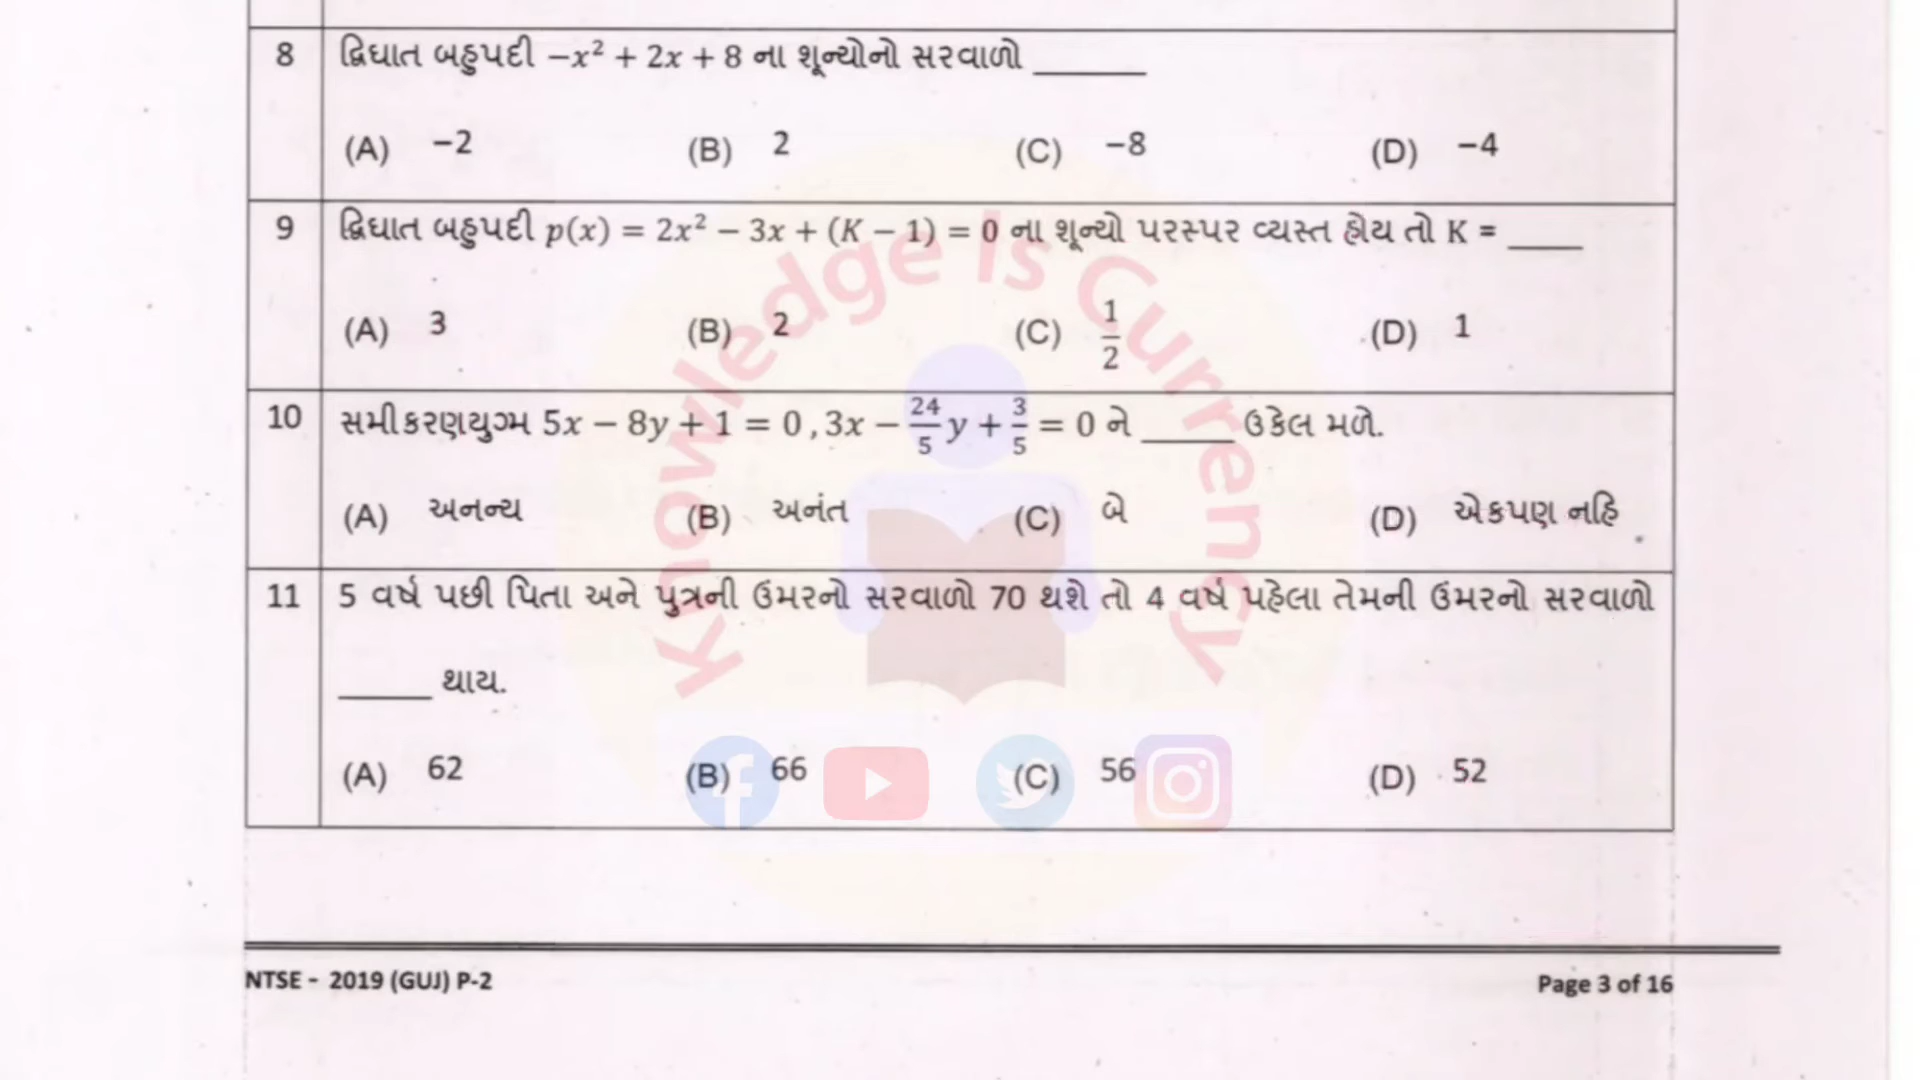 8 દ્વિઘાત બહુપદી −x² + 2x + 8 ના શૂન્યોનો સરવાળો ______
(A) −2 (B) 2 (C) −8 (D) −4
9 દ્વિઘાત બહુપદી p(x) = 2x² − 3x + (K − 1) = 0 ના શૂન્યો પરસ્પર વ્યસ્ત હોય તો K = ____
(A) 3 (B) 2 (C) 1/2 (D) 1
10 સમીકરણયુગ્મ 5x − 8y + 1 = 0 , 3x − 24/5 y + 3/5 = 0 ને _____ ઉકેલ મળે.
(A) અનન્ય (B) અનંત (C) બે (D) એકપણ નહિ
11 5 વર્ષ પછી પિતા અને પુત્રની ઉંમરનો સરવાળો 70 થશે તો 4 વર્ષ પહેલા તેમની ઉંમરનો સરવાળો
_____ થાય.
(A) 62 (B) 66 (C) 56 (D) 52
Knowledge Is Currency
NTSE - 2019 (GUJ) P-2 Page 3 of 16